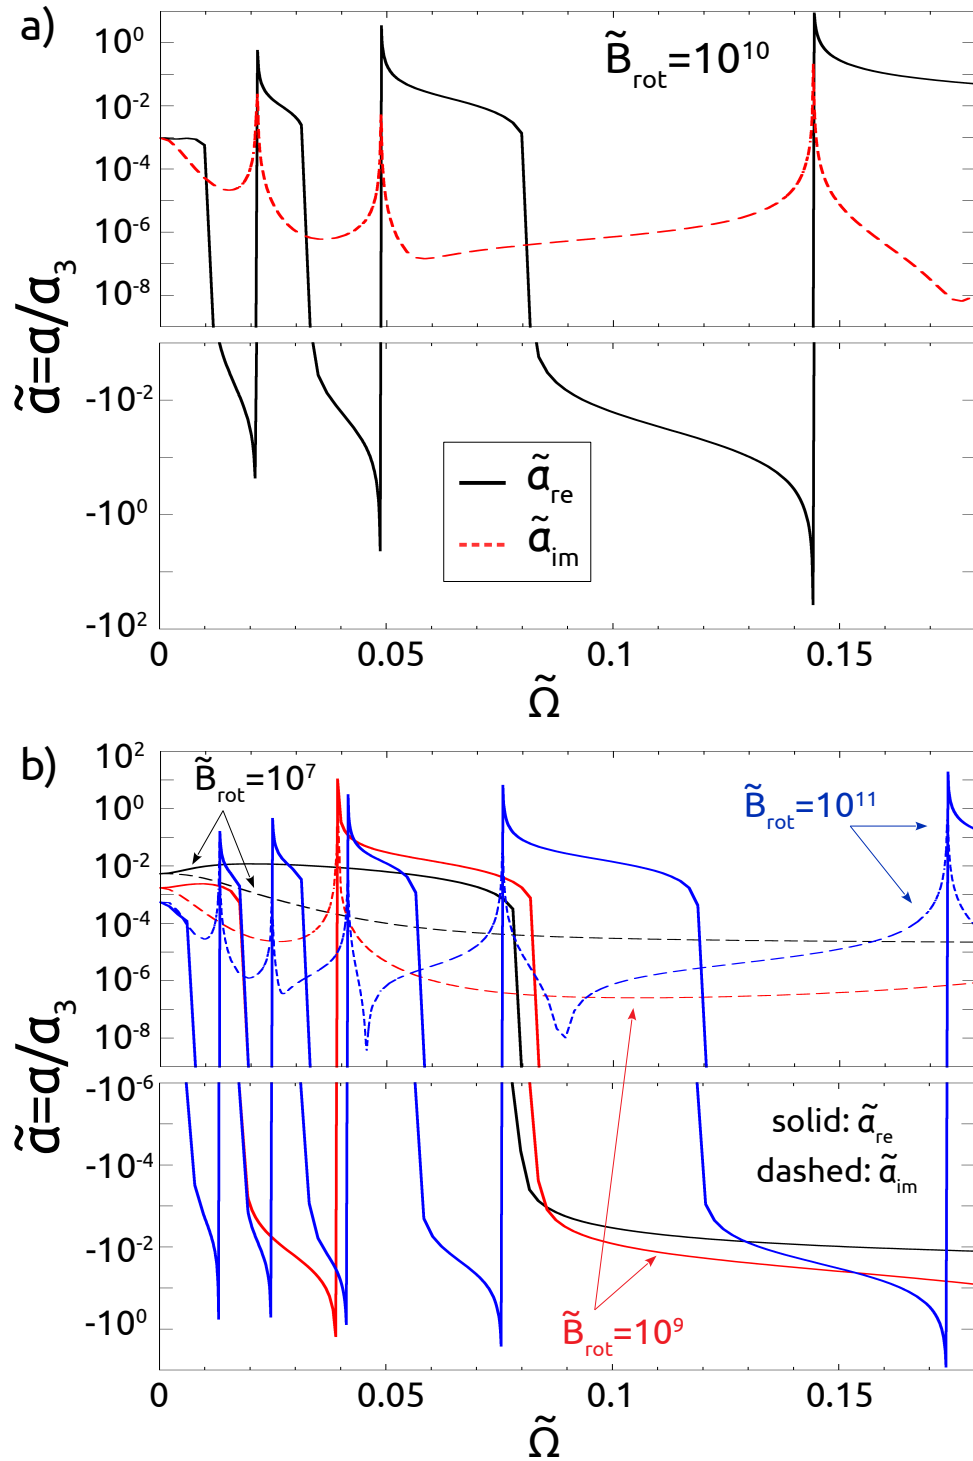 a)
B̃rot=10¹⁰
10⁰
10⁻²
10⁻⁴
10⁻⁶
10⁻⁸
-10⁻²
-10⁰
-10²
α̃=α/α₃
α̃re
α̃im
0 0.05 0.1 0.15
Ω̃
b)
B̃rot=10⁷
B̃rot=10¹¹
10²
10⁰
10⁻²
10⁻⁴
10⁻⁶
10⁻⁸
-10⁻⁶
-10⁻⁴
-10⁻²
-10⁰
α̃=α/α₃
solid: α̃re
dashed: α̃im
B̃rot=10⁹
0 0.05 0.1 0.15
Ω̃